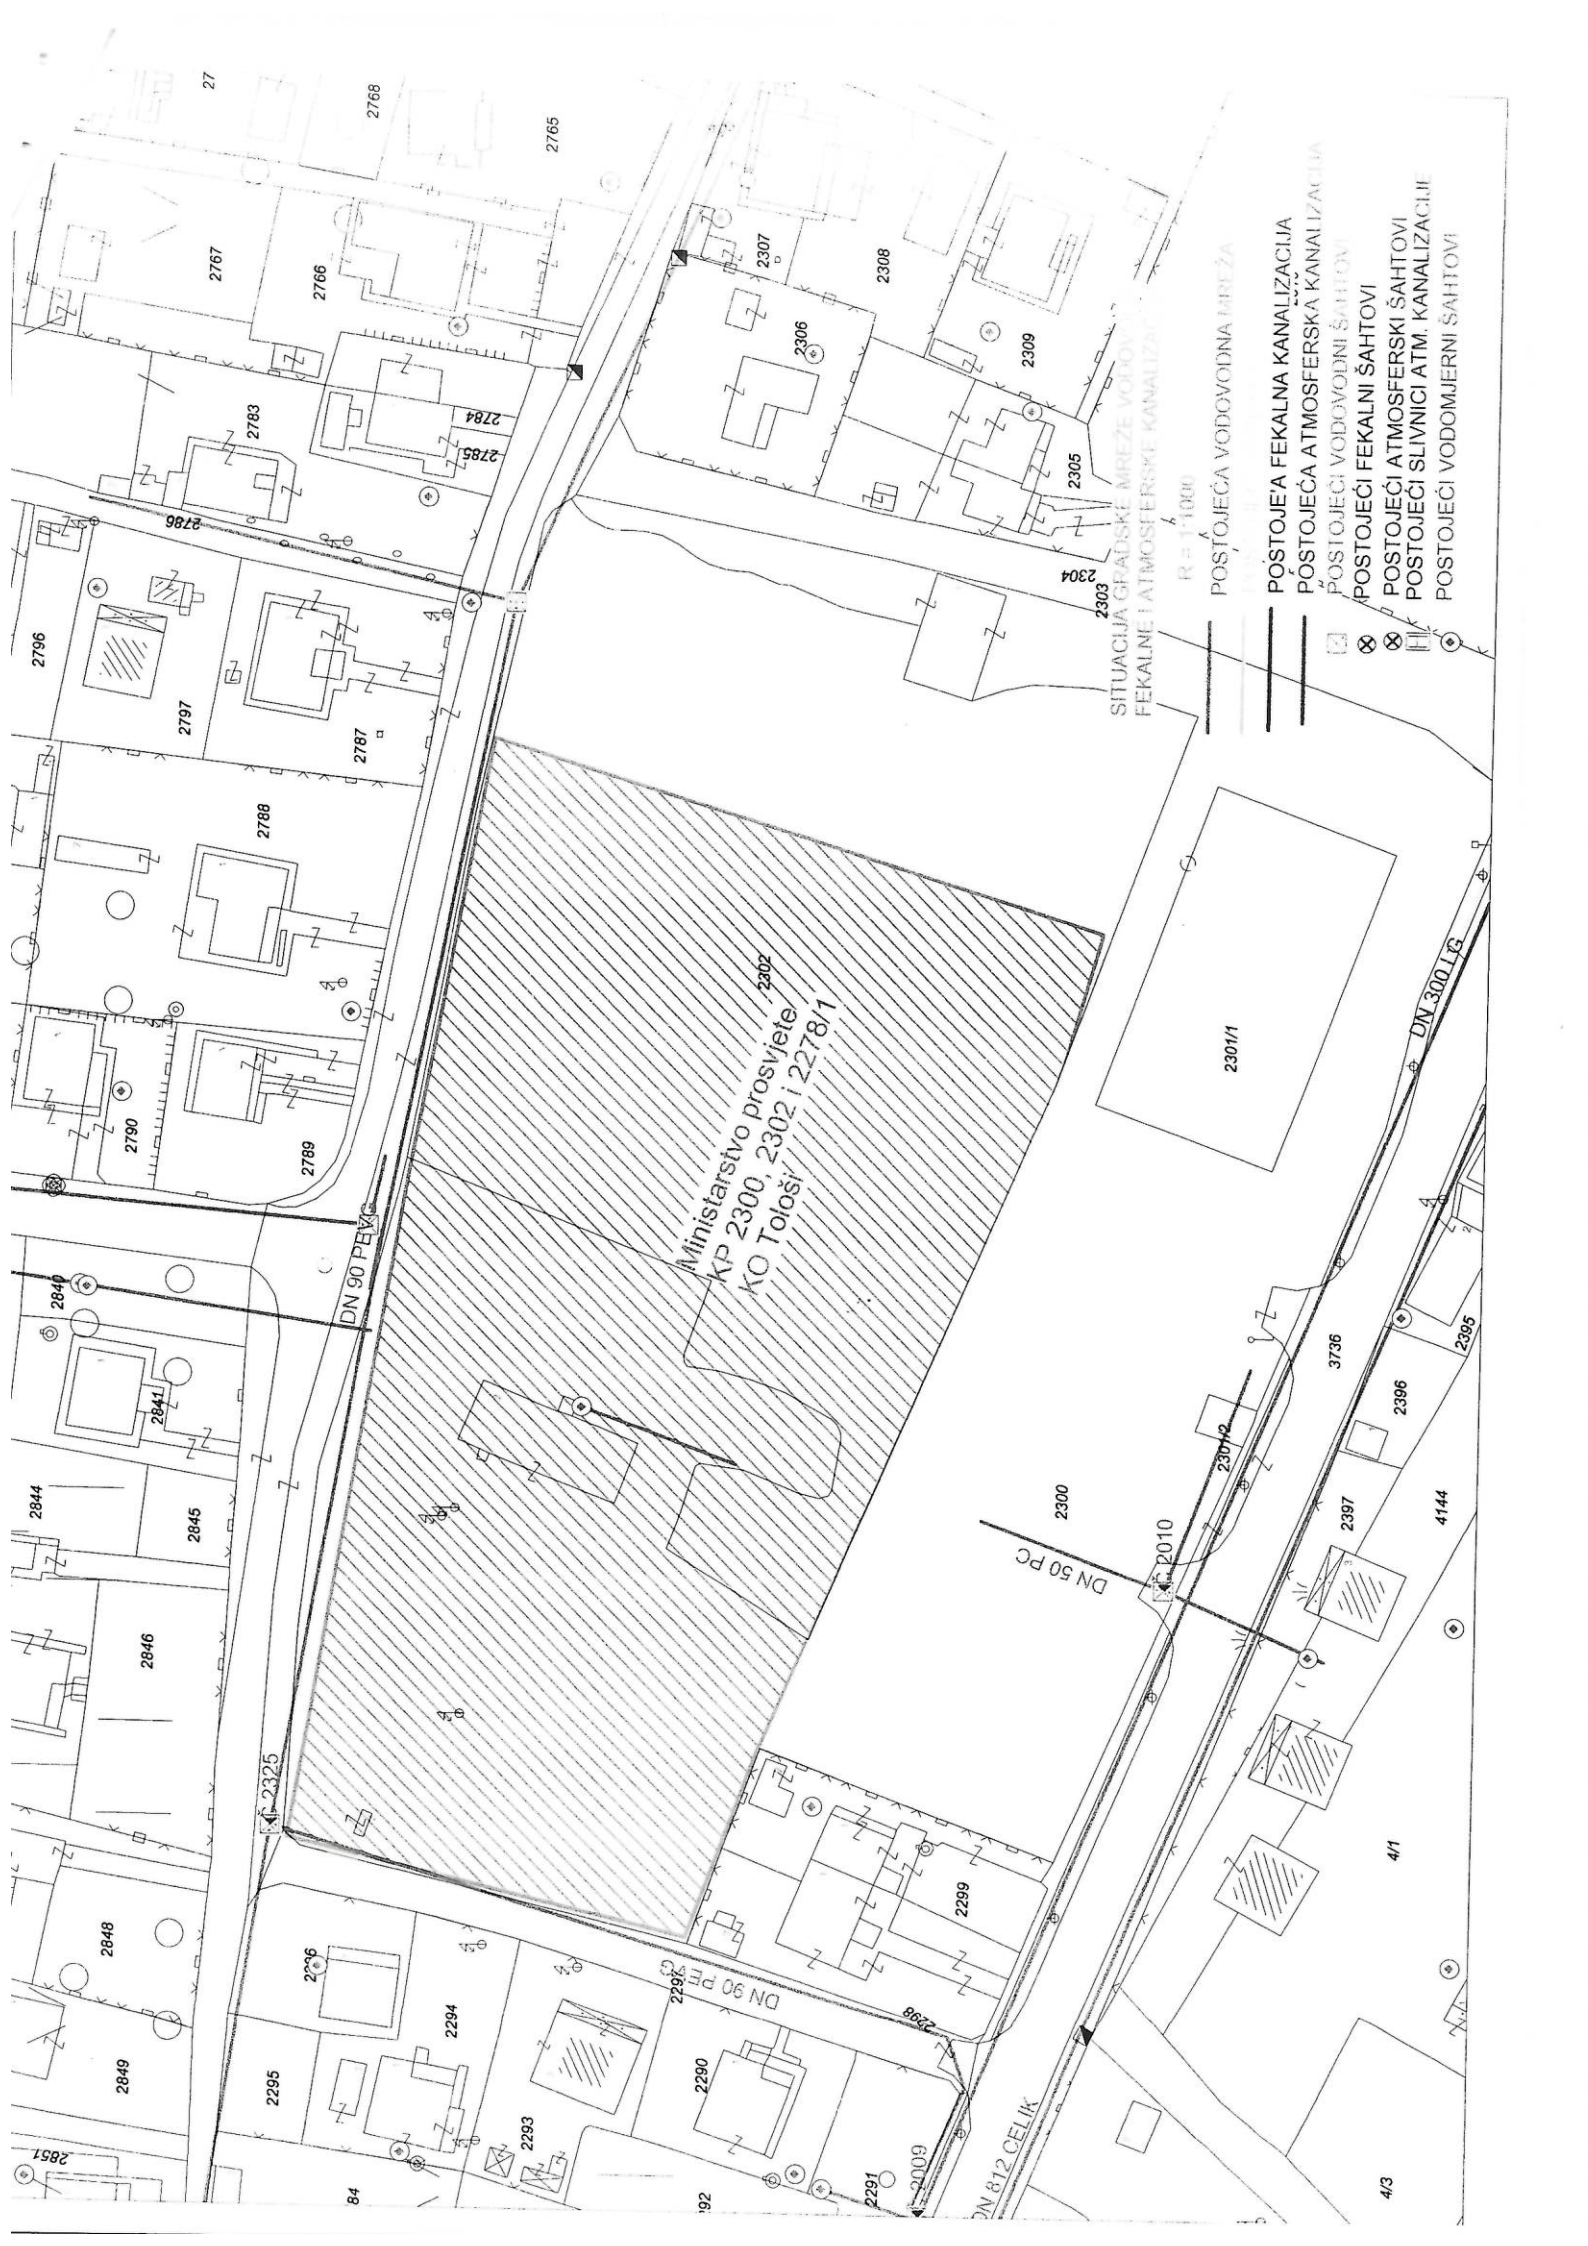 27
2768
2765
2767
2766
2307
2308
2306
2309
2783
2784
2785
2305
2786
2304
2303
2796
2797
2787
2788
2302
Ministarstvo prosvjete
KP 2300, 2302 i 2278/1
KO Tološi
2301/1
DN 300 LG
2790
2789
DN 90 PEVG
2840
2841
3736
2395
2396
2301/2
2844
2845
2300
2397
4144
DN 50 PC
Č 2010
2846
Č 2325
4/1
2299
2848
2294
2297
DN 90 PEVG
2298
2849
2295
2290
2293
2851
84
2291
2009
DN 812 CELIK
4/3
SITUACIJA GRADSKE MREŽE
FEKALNE I ATMOSFERSKE
R = 1:1000
POSTOJEĆA VODOVODNA MREŽA
POSTOJE'A FEKALNA KANALIZACIJA
POSTOJEĆA ATMOSFERSKA KANALIZACIJA
POSTOJEĆI VODOVODNI ŠAHTOVI
POSTOJEĆI FEKALNI ŠAHTOVI
POSTOJEĆI ATMOSFERSKI ŠAHTOVI
POSTOJEĆI SLIVNICI ATM. KANALIZACIJE
POSTOJEĆI VODOMJERNI ŠAHTOVI